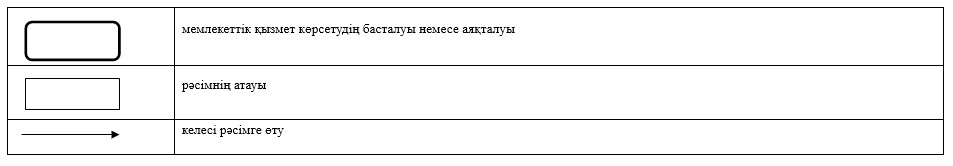 мемлекеттік қызмет көрсетудің басталуы немесе аяқталуы
рәсімнің атауы
келесі рәсімге өту